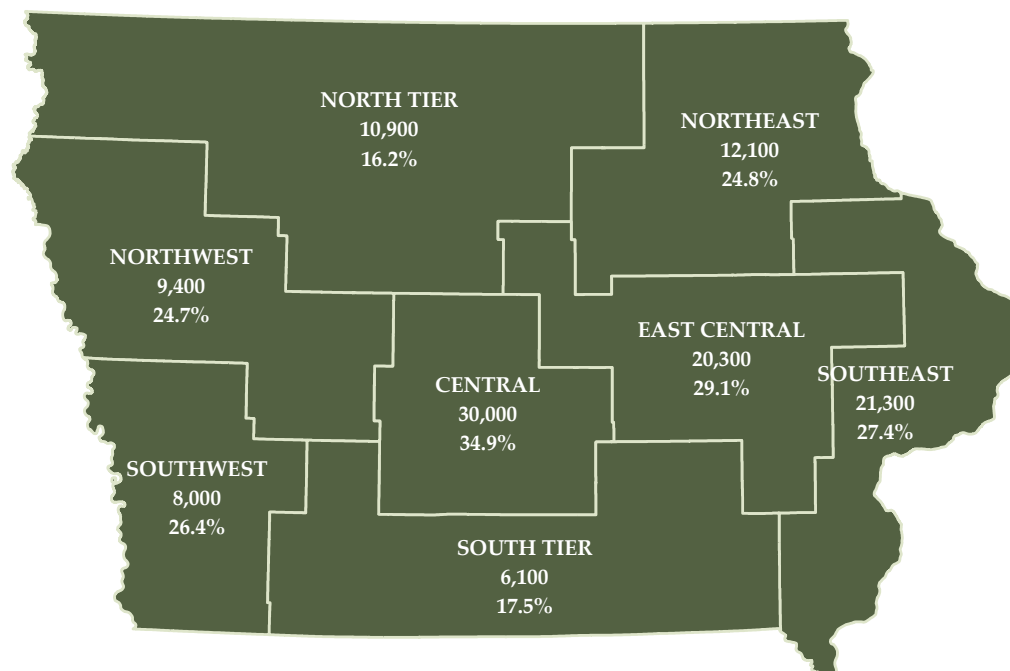 NORTH TIER
10,900
16.2%
NORTHEAST
12,100
24.8%
NORTHWEST
9,400
24.7%
EAST CENTRAL
20,300
29.1%
SOUTHEAST
21,300
27.4%
CENTRAL
30,000
34.9%
SOUTHWEST
8,000
26.4%
SOUTH TIER
6,100
17.5%